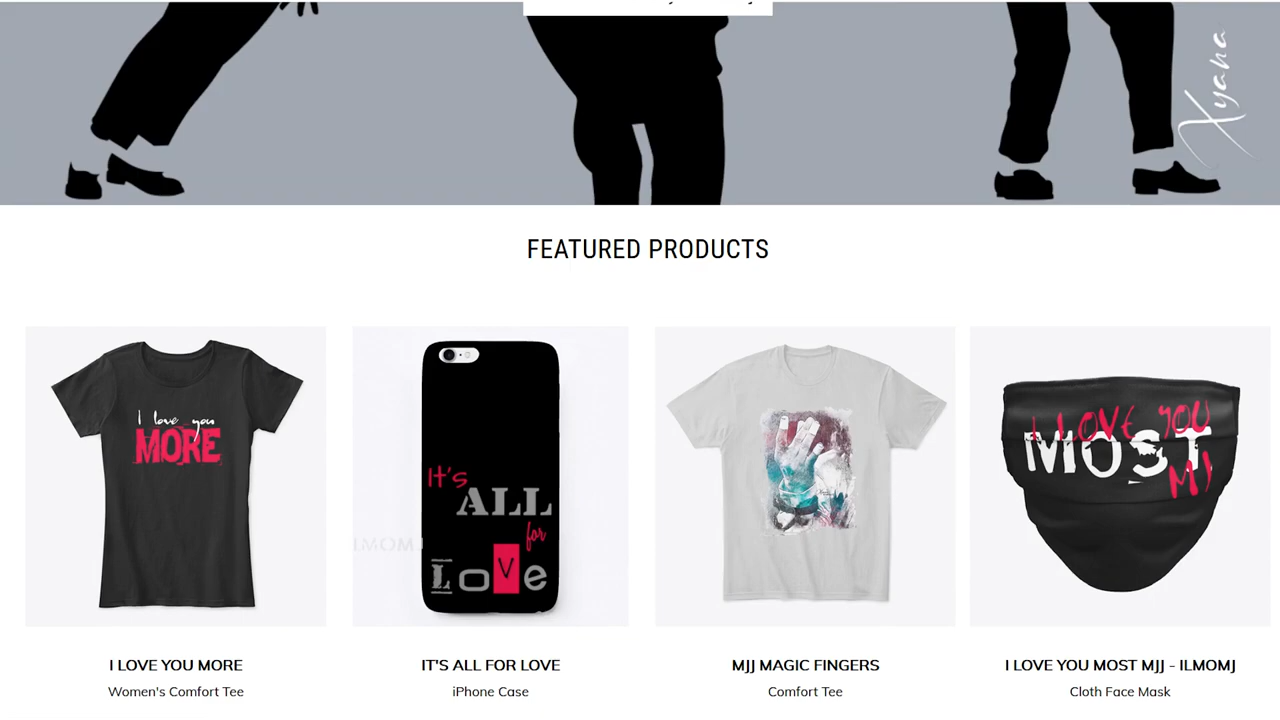 Xyana
FEATURED PRODUCTS
I love you
MORE
It's
ALL
for
LoVe
I LOVE YOU
MOST
MJ
ILMOMJ
I LOVE YOU MORE
IT'S ALL FOR LOVE
MJJ MAGIC FINGERS
I LOVE YOU MOST MJJ - ILMOMJ
Women's Comfort Tee
iPhone Case
Comfort Tee
Cloth Face Mask